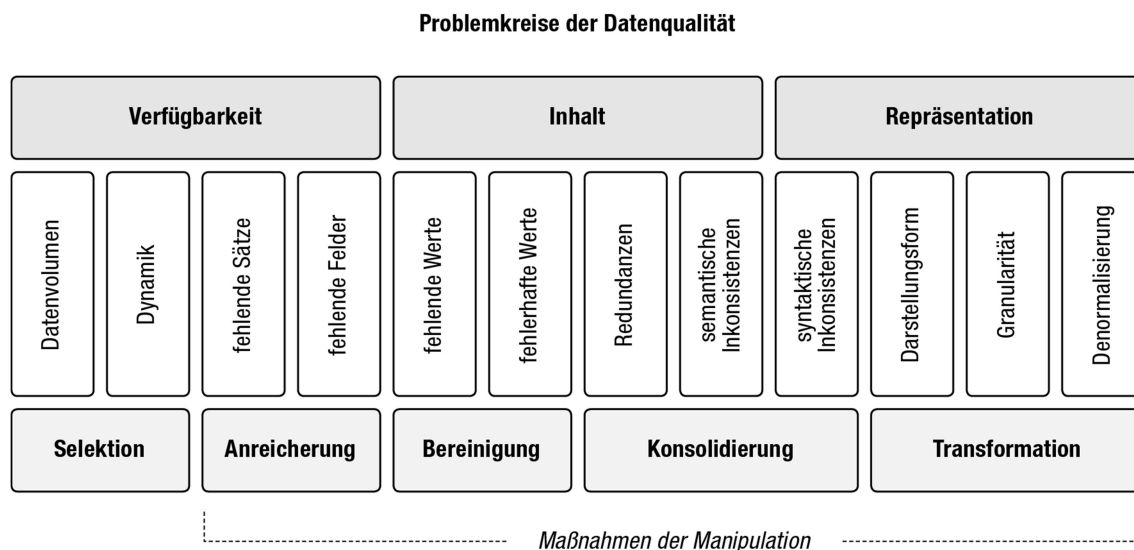 Problemkreise der Datenqualität
Verfügbarkeit
Inhalt
Repräsentation
Datenvolumen
Dynamik
fehlende Sätze
fehlende Felder
fehlende Werte
fehlerhafte Werte
Redundanzen
semantische
Inkonsistenzen
syntaktische
Inkonsistenzen
Darstellungsform
Granularität
Denormalisierung
Selektion
Anreicherung
Bereinigung
Konsolidierung
Transformation
Maßnahmen der Manipulation